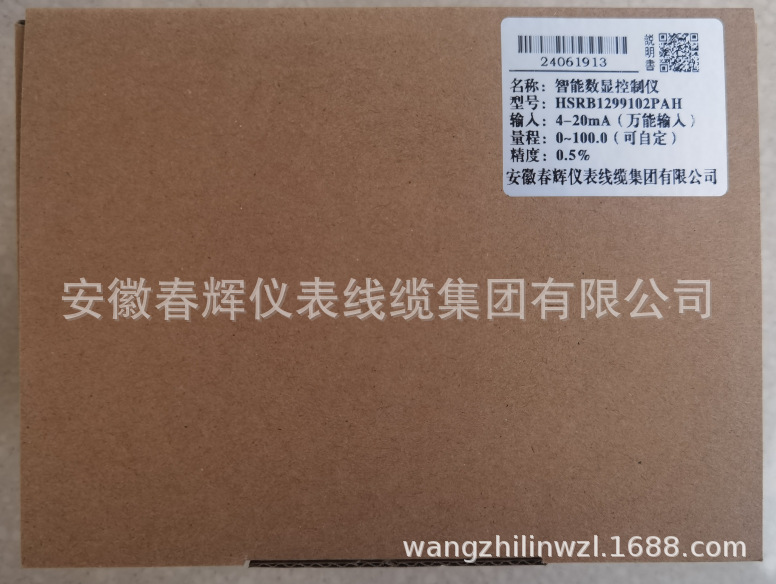 24061913
説明書
名称：智能数显控制仪
型号：HSRB1299102PAH
输入：4-20mA（万能输入）
量程：0~100.0（可自定）
精度：0.5%
安徽春辉仪表线缆集团有限公司
安徽春辉仪表线缆集团有限公司
wangzhilinwzl.1688.com